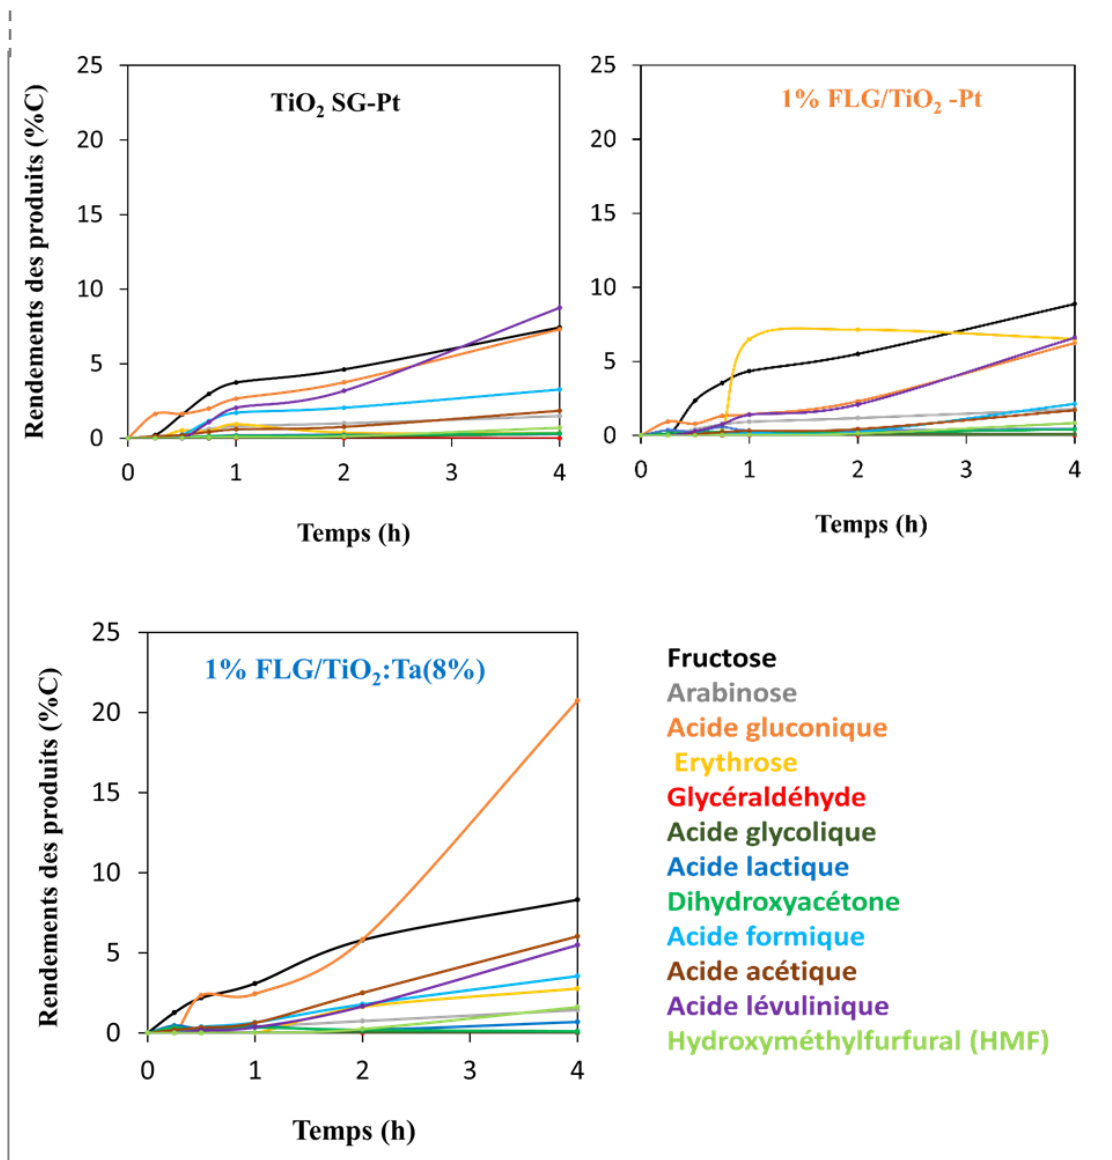 Rendements des produits (%C)
25
20
15
10
5
0
TiO₂ SG-Pt
0 1 2 3 4
Temps (h)
25
20
15
10
5
0
1% FLG/TiO₂ -Pt
0 1 2 3 4
Temps (h)
Rendements des produits (%C)
25
20
15
10
5
0
1% FLG/TiO₂:Ta(8%)
0 1 2 3 4
Temps (h)
Fructose
Arabinose
Acide gluconique
Erythrose
Glycéraldéhyde
Acide glycolique
Acide lactique
Dihydroxyacétone
Acide formique
Acide acétique
Acide lévulinique
Hydroxyméthylfurfural (HMF)